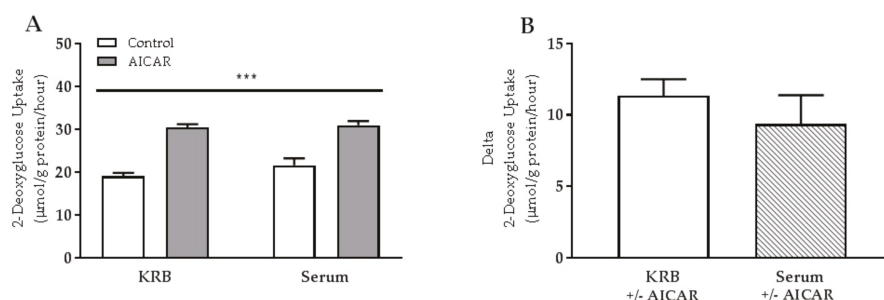 A
Control
AICAR
***
2-Deoxyglucose Uptake
(µmol/g protein/hour)
50
40
30
20
10
0
KRB
Serum
B
Delta
2-Deoxyglucose Uptake
(µmol/g protein/hour)
15
10
5
0
KRB
+/- AICAR
Serum
+/- AICAR